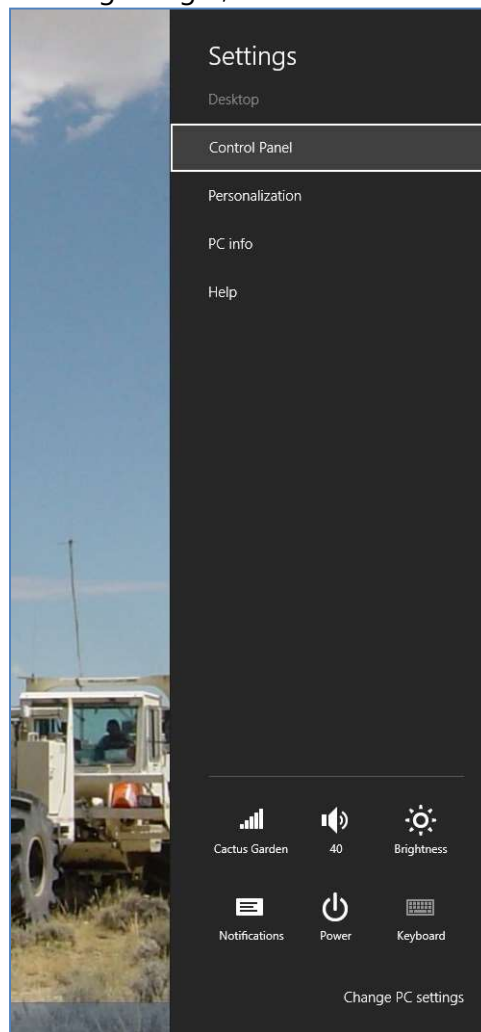 Settings
Desktop
Control Panel
Personalization
PC info
Help
Cactus Garden
40
Brightness
Notifications
Power
Keyboard
Change PC settings